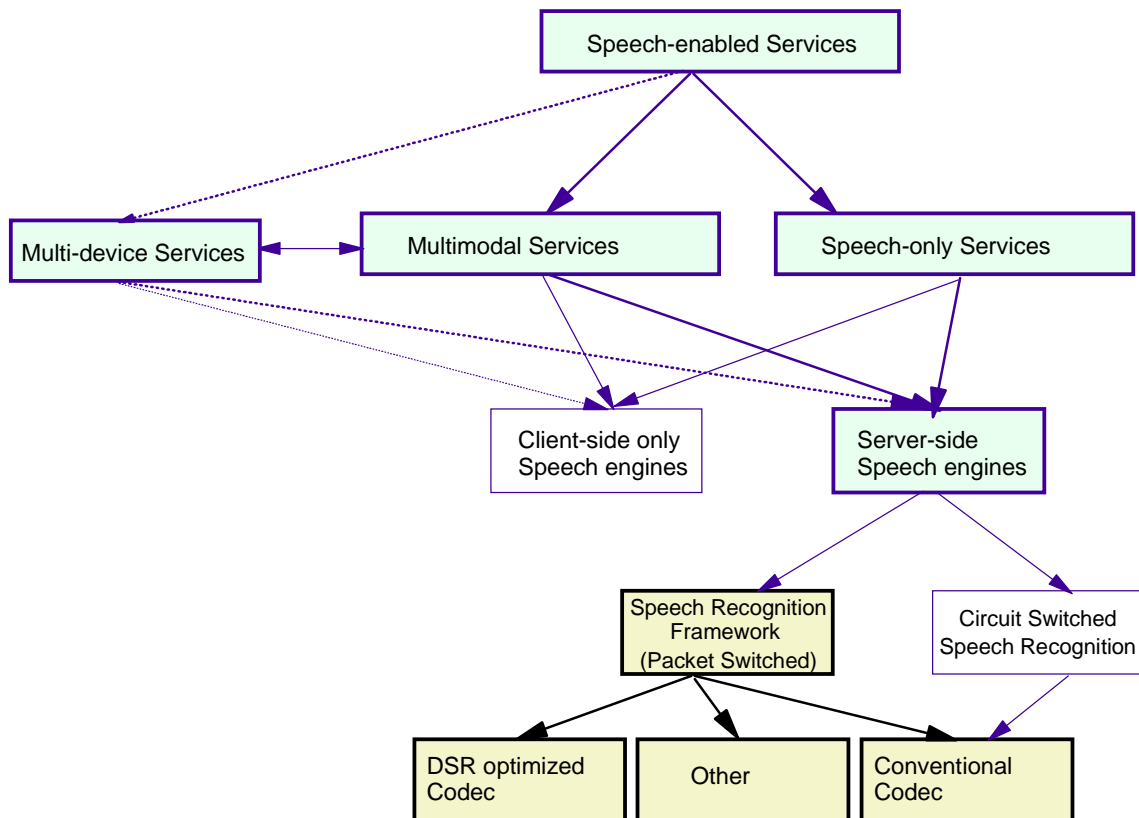 Speech-enabled Services
Multi-device Services
Multimodal Services
Speech-only Services
Client-side only
Speech engines
Server-side
Speech engines
Speech Recognition
Framework
(Packet Switched)
Circuit Switched
Speech Recognition
DSR optimized
Codec
Other
Conventional
Codec